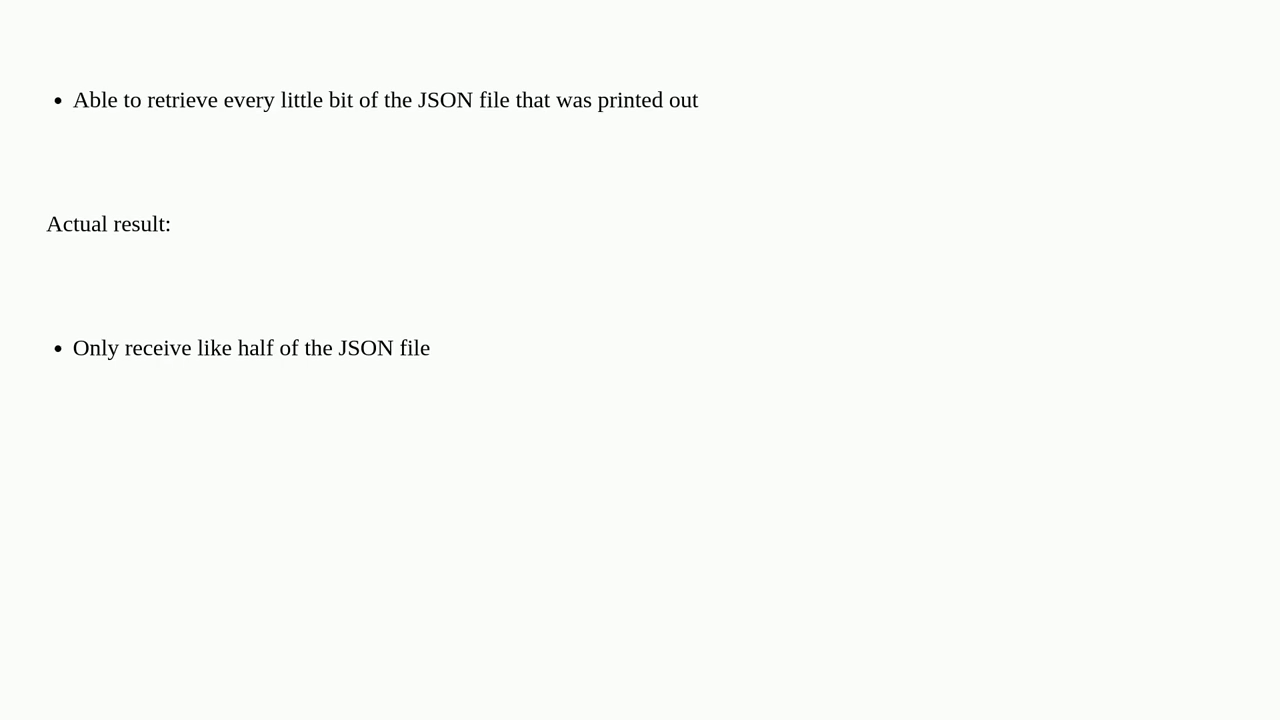 • Able to retrieve every little bit of the JSON file that was printed out
Actual result:
• Only receive like half of the JSON file